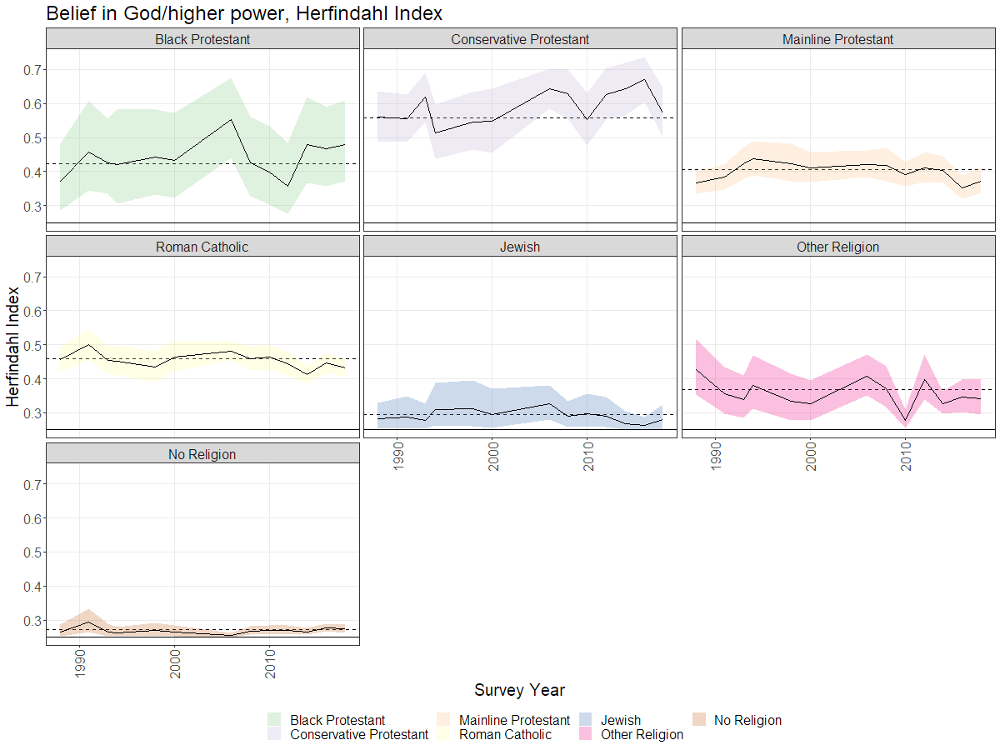 Belief in God/higher power, Herfindahl Index
Black Protestant
Conservative Protestant
Mainline Protestant
0.7
0.6
0.5
0.4
0.3
Roman Catholic
Jewish
Other Religion
0.7
0.6
0.5
0.4
0.3
Herfindahl Index
1990
2000
2010
1990
2000
2010
No Religion
0.7
0.6
0.5
0.4
0.3
1990
2000
2010
Survey Year
Black Protestant
Mainline Protestant
Jewish
No Religion
Conservative Protestant
Roman Catholic
Other Religion